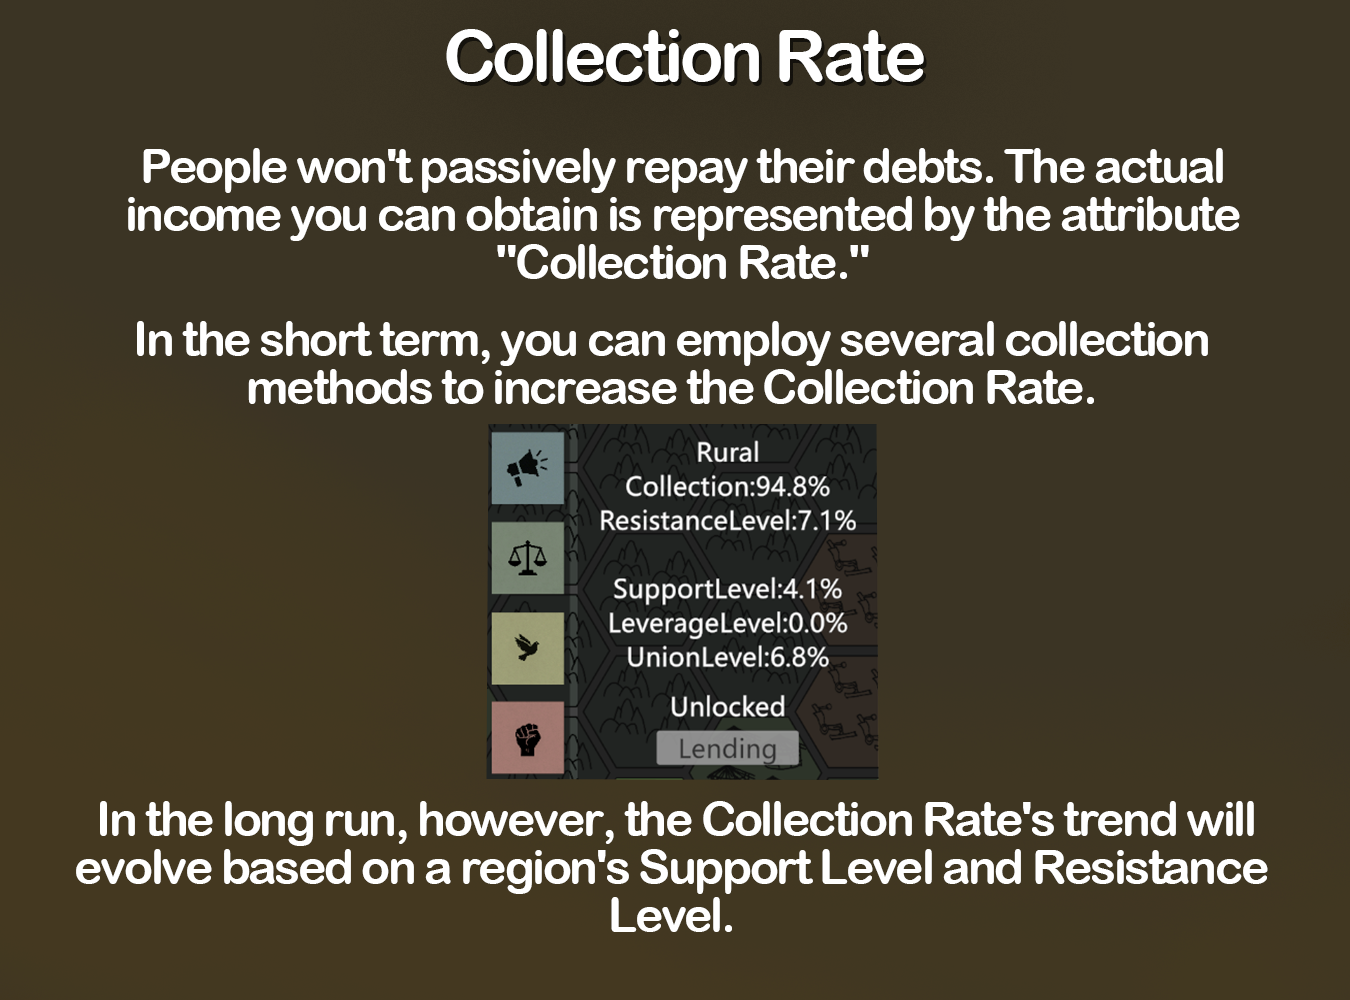 Collection Rate
People won't passively repay their debts. The actual
income you can obtain is represented by the attribute
"Collection Rate."
In the short term, you can employ several collection
methods to increase the Collection Rate.
Rural
Collection:94.8%
ResistanceLevel:7.1%
SupportLevel:4.1%
LeverageLevel:0.0%
UnionLevel:6.8%
Unlocked
Lending
In the long run, however, the Collection Rate's trend will
evolve based on a region's Support Level and Resistance
Level.